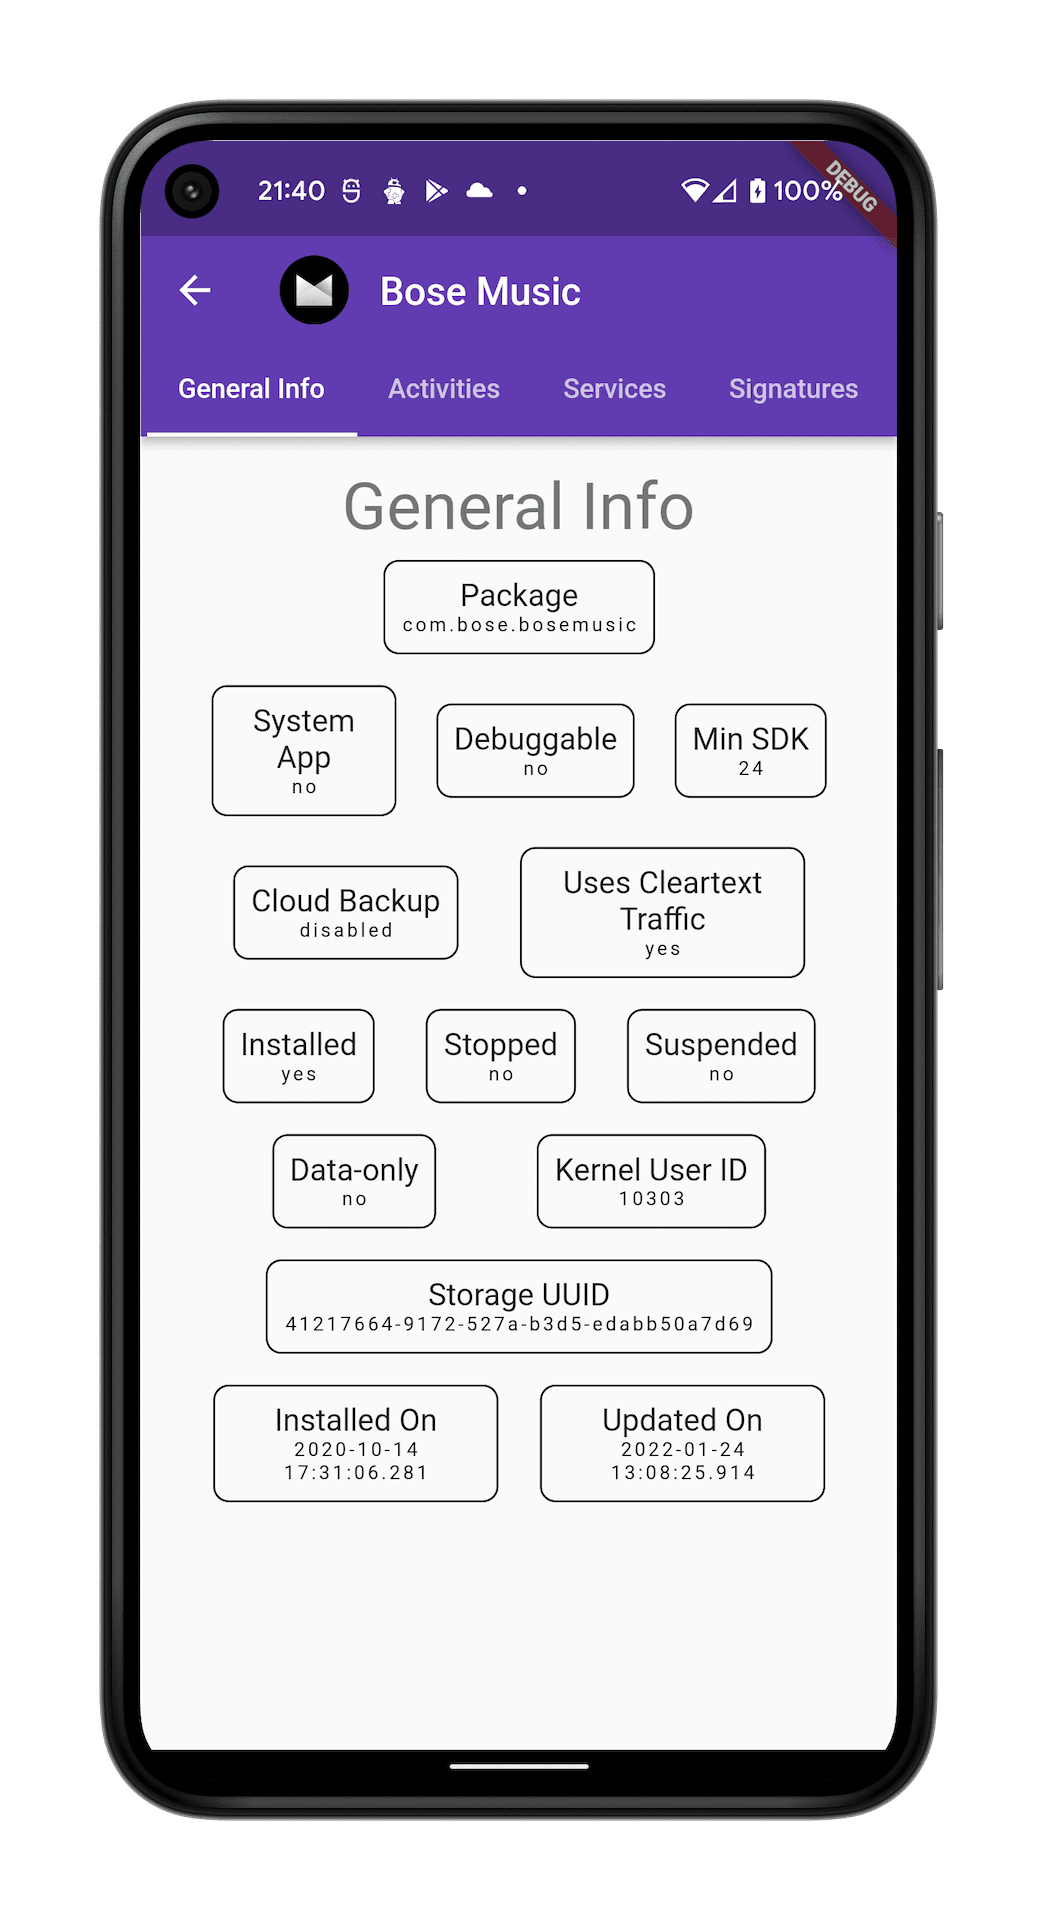 21:40
100%
DEBUG
Bose Music
General Info
Activities
Services
Signatures
General Info
Package
com.bose.bosemusic
System
App
no
Debuggable
no
Min SDK
24
Cloud Backup
disabled
Uses Cleartext
Traffic
yes
Installed
yes
Stopped
no
Suspended
no
Data-only
no
Kernel User ID
10303
Storage UUID
41217664-9172-527a-b3d5-edabb50a7d69
Installed On
2020-10-14
17:31:06.281
Updated On
2022-01-24
13:08:25.914